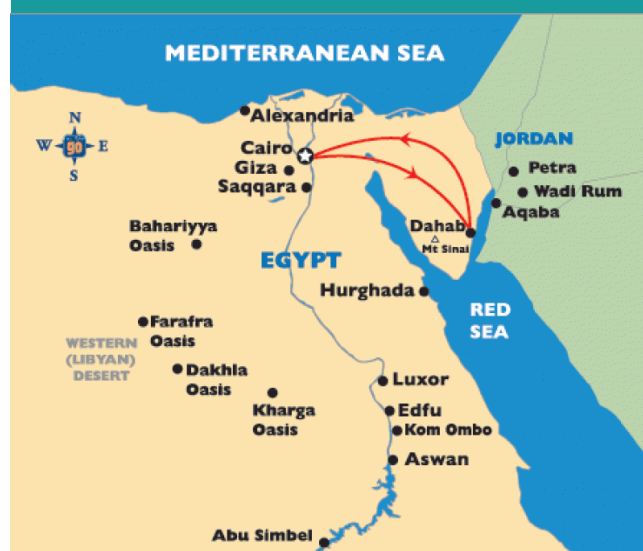 MEDITERRANEAN SEA
Alexandria
N
W
go
E
S
Cairo
Giza
Saqqara
JORDAN
Petra
Wadi Rum
Aqaba
Bahariyya
Oasis
EGYPT
Dahab
Mt Sinai
Hurghada
RED
SEA
Farafra
Oasis
WESTERN
(LIBYAN)
DESERT
Dakhla
Oasis
Kharga
Oasis
Luxor
Edfu
Kom Ombo
Aswan
Abu Simbel